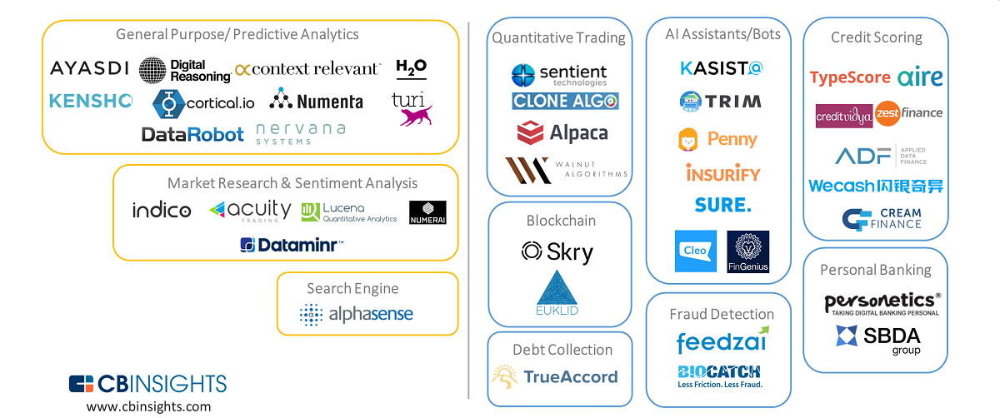 General Purpose/ Predictive Analytics
AYASDI
Digital
Reasoning
context relevant™
H2O
KENSHO
cortical.io
Numenta
turi
DataRobot
nervana
SYSTEMS
Market Research & Sentiment Analysis
indico
acuity
TRADING
Lucena
Quantitative Analytics
NUMERAI
Dataminr™
Search Engine
α
alphasense
CBINSIGHTS
www.cbinsights.com
Quantitative Trading
sentient
technologies
CLONE ALGO
Alpaca
WALNUT
ALGORITHMS
Blockchain
Skry
EUKLID
Debt Collection
TrueAccord
AI Assistants/Bots
KASISTO
TRIM
Penny
INSURIFY
SURE.
Cleo
FinGenius
Fraud Detection
feedzai
BIOCATCH
Less Friction. Less Fraud.
Credit Scoring
TypeScore
aire
creditvidya
zestfinance
ADF
APPLIED
DATA
FINANCE
Wecash闪银奇异
CREAM
FINANCE
Personal Banking
personetics®
TAKING DIGITAL BANKING PERSONAL
SBDA
group